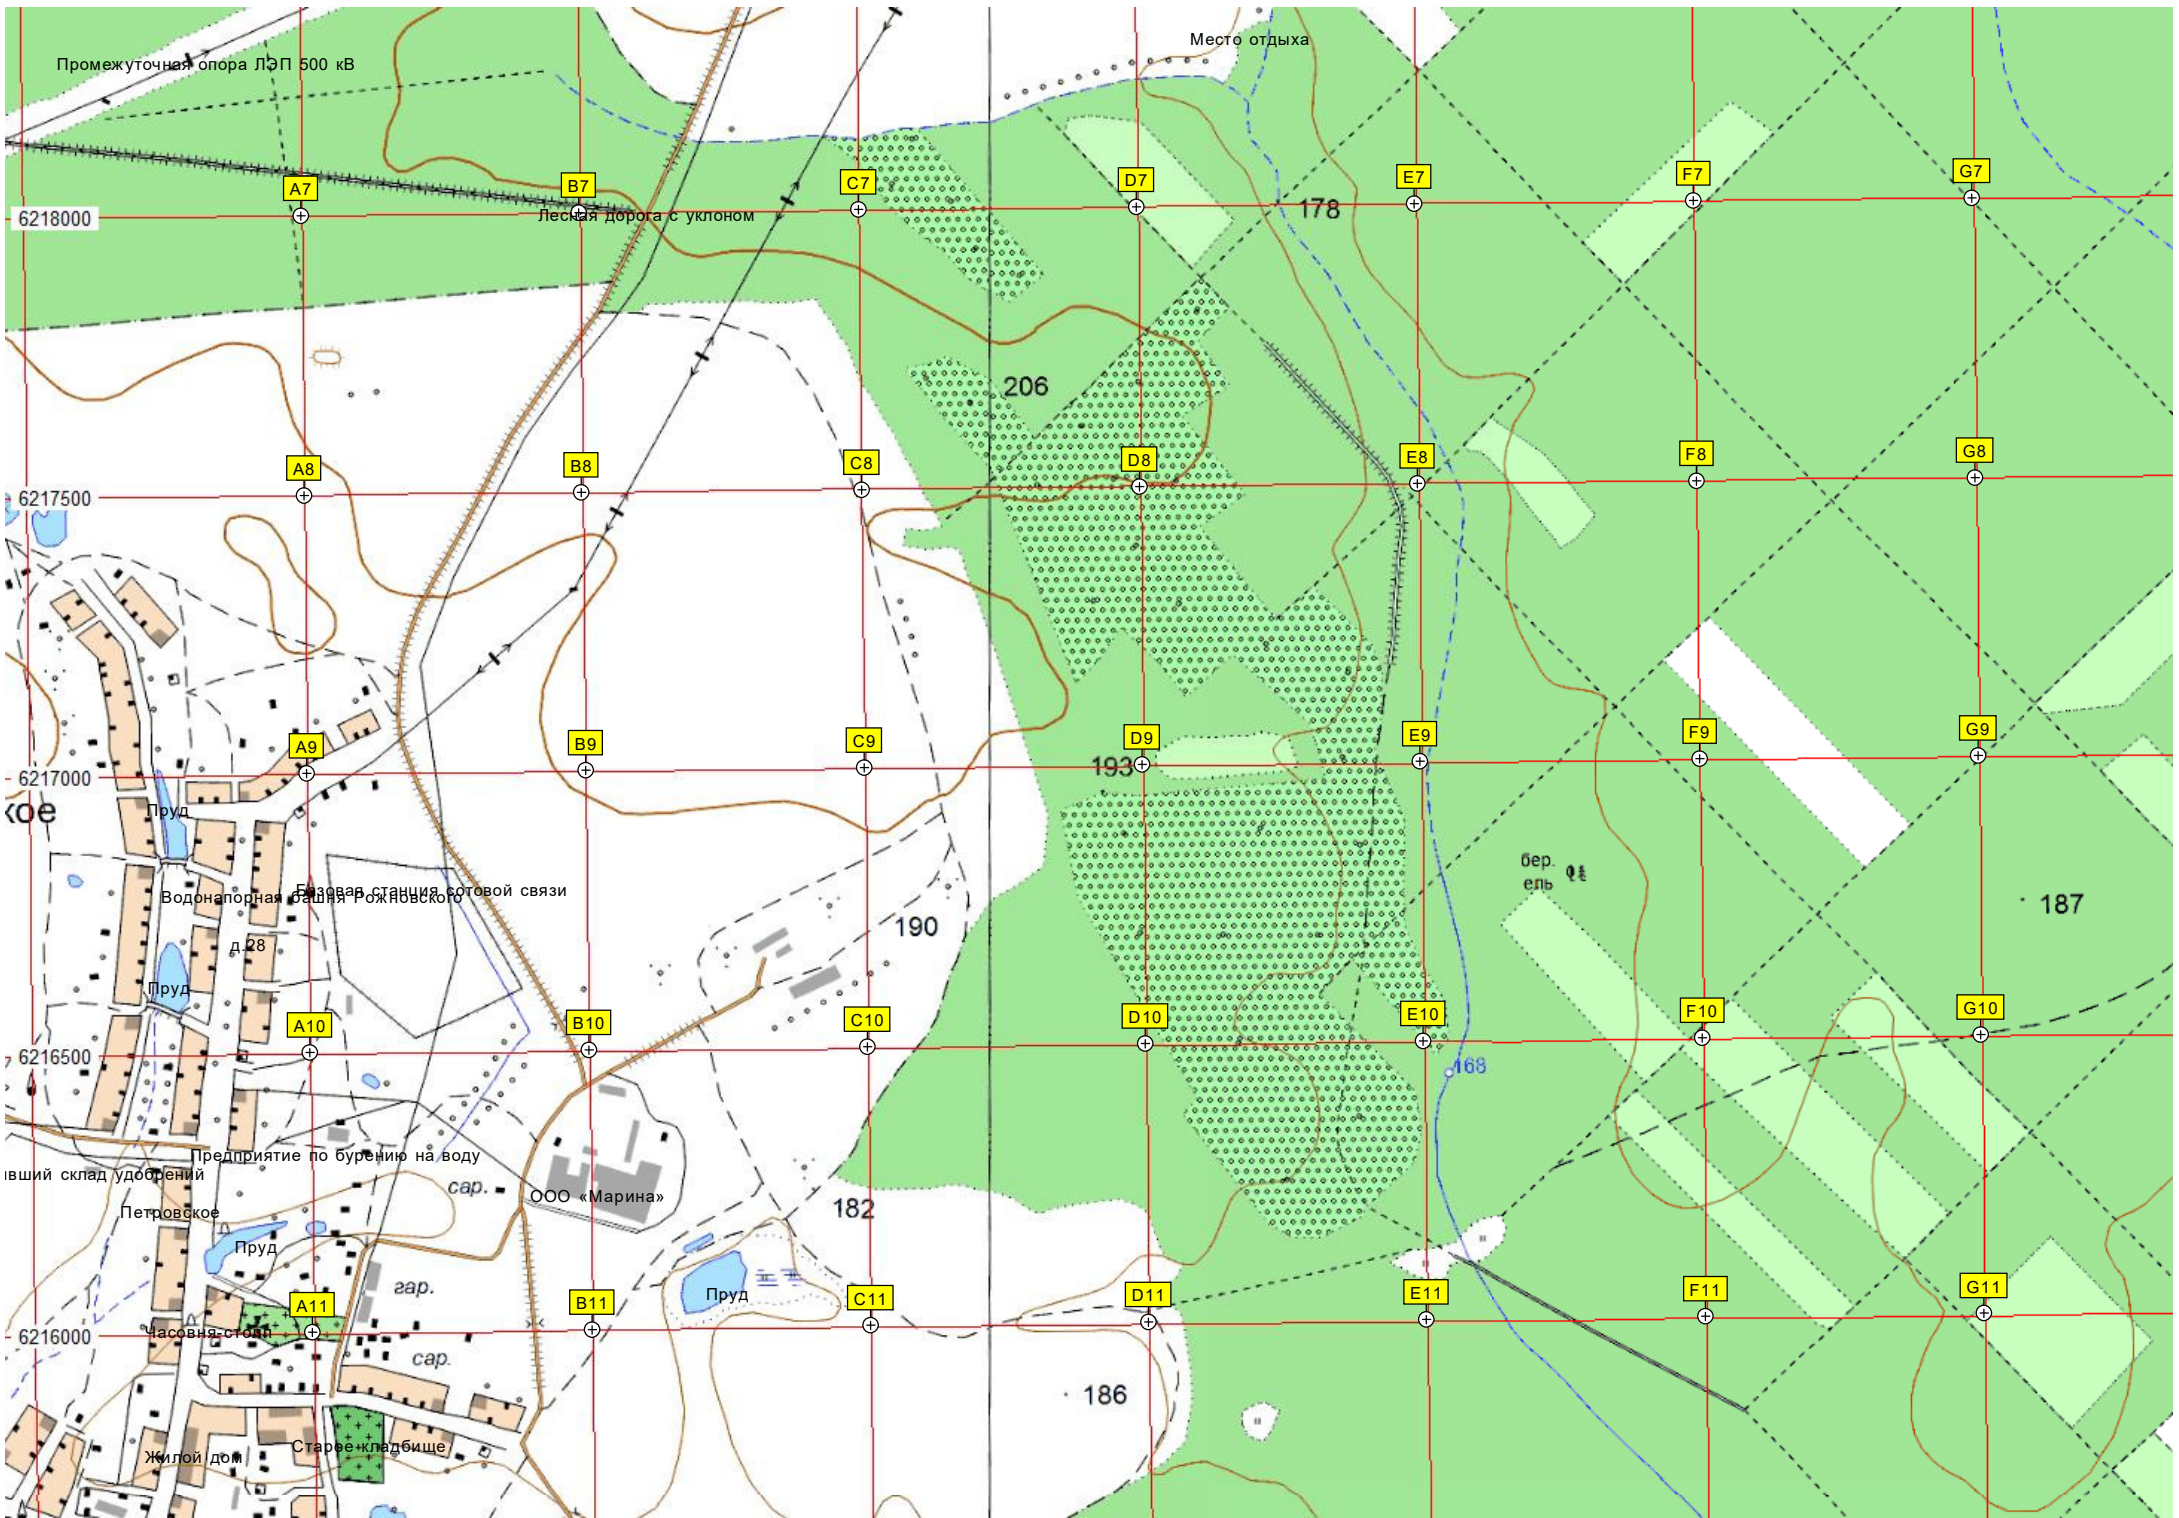 Место отдыха
Промежуточная опора ЛЭП 500 кВ
A7
B7
C7
D7
E7
F7
G7
6218000
Лесная дорога с уклоном
178
206
A8
B8
C8
D8
E8
F8
G8
6217500
A9
B9
C9
D9
E9
F9
G9
6217000
193
кое
Пруд
бер.
ель
Базовая станция сотовой связи
Водонапорная башня Рожновского
187
190
д.28
Пруд
A10
B10
C10
D10
E10
F10
G10
6216500
168
Предприятие по бурению на воду
ивший склад удобрений
сар.
ООО «Марина»
Петровское
182
Пруд
гар.
Пруд
A11
B11
C11
D11
E11
F11
G11
6216000
Часовня-столп
сар.
186
Старое кладбище
Жилой дом